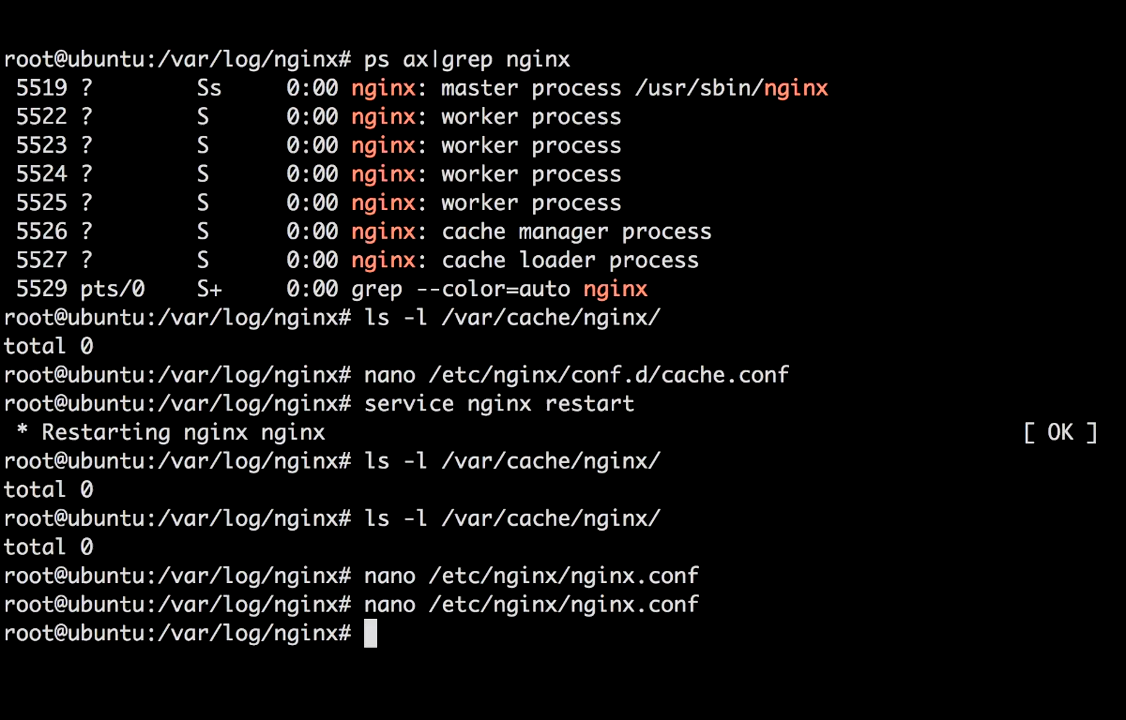 root@ubuntu:/var/log/nginx# ps ax|grep nginx
 5519 ?        Ss     0:00 nginx: master process /usr/sbin/nginx
 5522 ?        S      0:00 nginx: worker process
 5523 ?        S      0:00 nginx: worker process
 5524 ?        S      0:00 nginx: worker process
 5525 ?        S      0:00 nginx: worker process
 5526 ?        S      0:00 nginx: cache manager process
 5527 ?        S      0:00 nginx: cache loader process
 5529 pts/0    S+     0:00 grep --color=auto nginx
root@ubuntu:/var/log/nginx# ls -l /var/cache/nginx/
total 0
root@ubuntu:/var/log/nginx# nano /etc/nginx/conf.d/cache.conf
root@ubuntu:/var/log/nginx# service nginx restart
 * Restarting nginx nginx                                                      [ OK ]
root@ubuntu:/var/log/nginx# ls -l /var/cache/nginx/
total 0
root@ubuntu:/var/log/nginx# ls -l /var/cache/nginx/
total 0
root@ubuntu:/var/log/nginx# nano /etc/nginx/nginx.conf
root@ubuntu:/var/log/nginx# nano /etc/nginx/nginx.conf
root@ubuntu:/var/log/nginx#